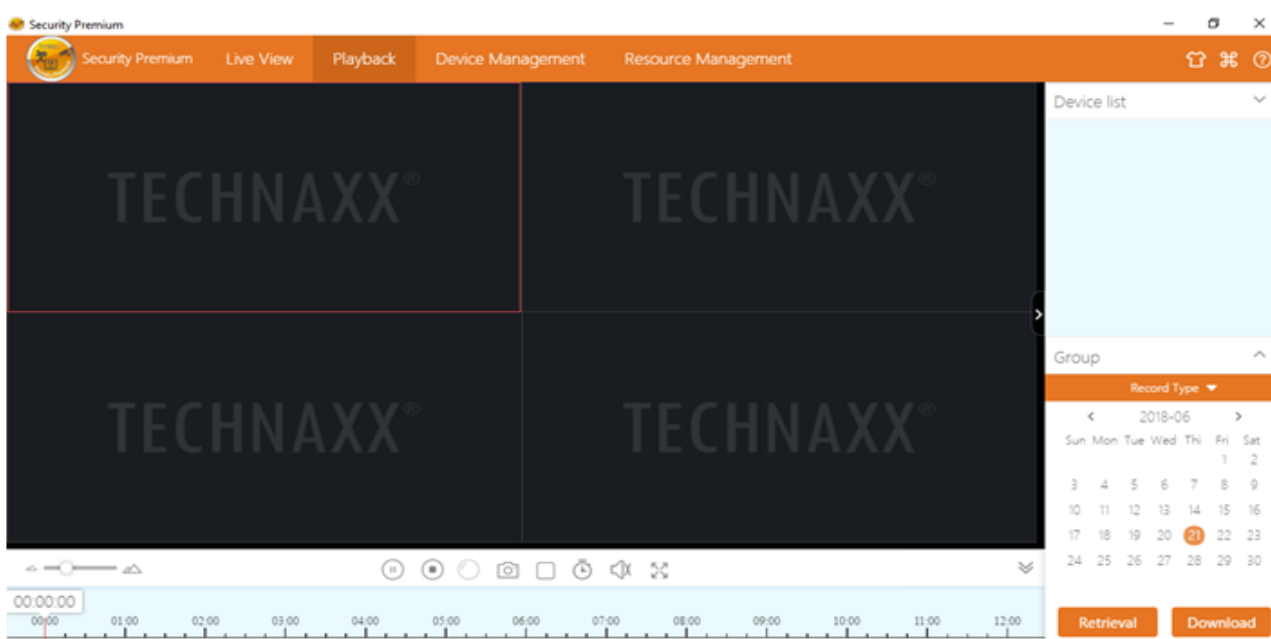 Security Premium
Security Premium Live View Playback Device Management Resource Management
Device list
TECHNAXX® TECHNAXX®
Group
Record Type
2018-06
Sun Mon Tue Wed Thi Fri Sat
1 2
3 4 5 6 7 8 9
10 11 12 13 14 15 16
17 18 19 20 21 22 23
24 25 26 27 28 29 30
TECHNAXX® TECHNAXX®
00:00:00
00:00 01:00 02:00 03:00 04:00 05:00 06:00 07:00 08:00 09:00 10:00 11:00 12:00
Retrieval Download